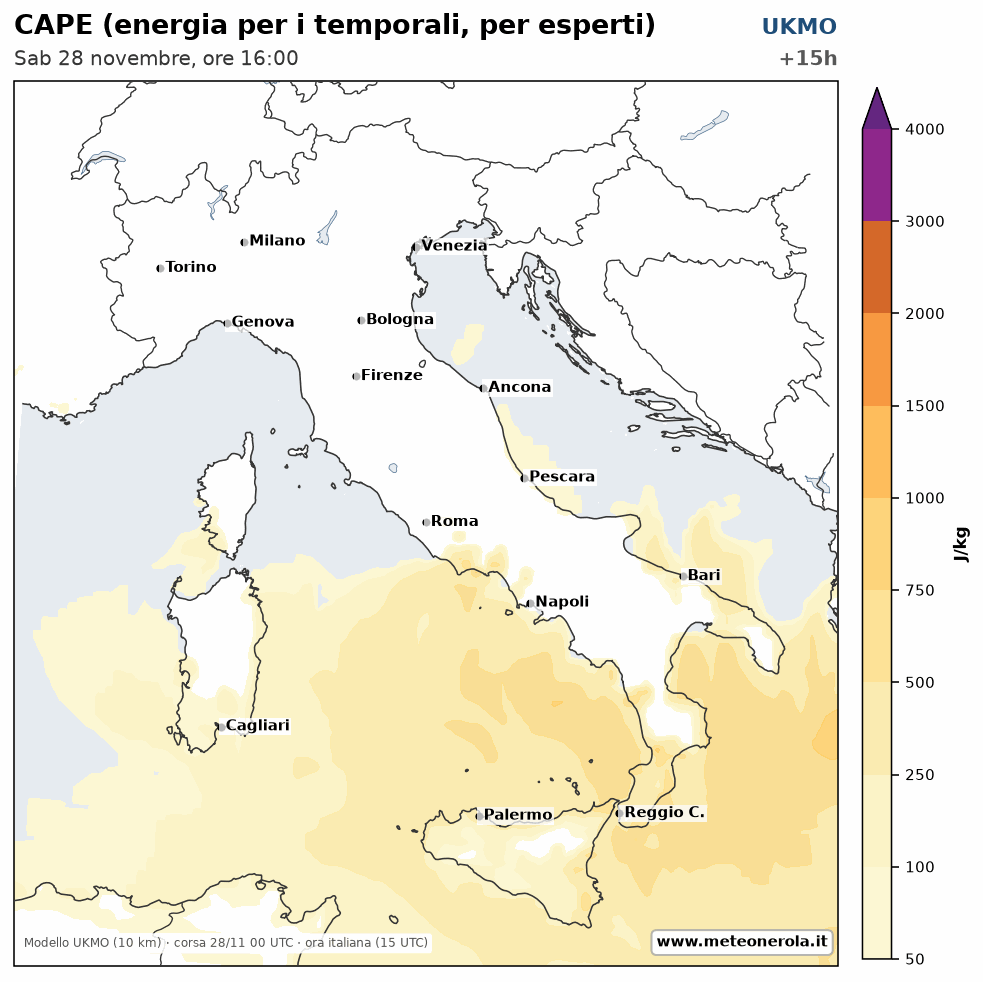 CAPE (energia per i temporali, per esperti)
UKMO
Sab 28 novembre, ore 16:00
+15h
4000
3000
2000
1500
1000
750
500
250
100
50
J/kg
Milano
Venezia
Torino
Genova
Bologna
Firenze
Ancona
Pescara
Roma
Bari
Napoli
Cagliari
Palermo
Reggio C.
Modello UKMO (10 km) · corsa 28/11 00 UTC · ora italiana (15 UTC)
www.meteonerola.it